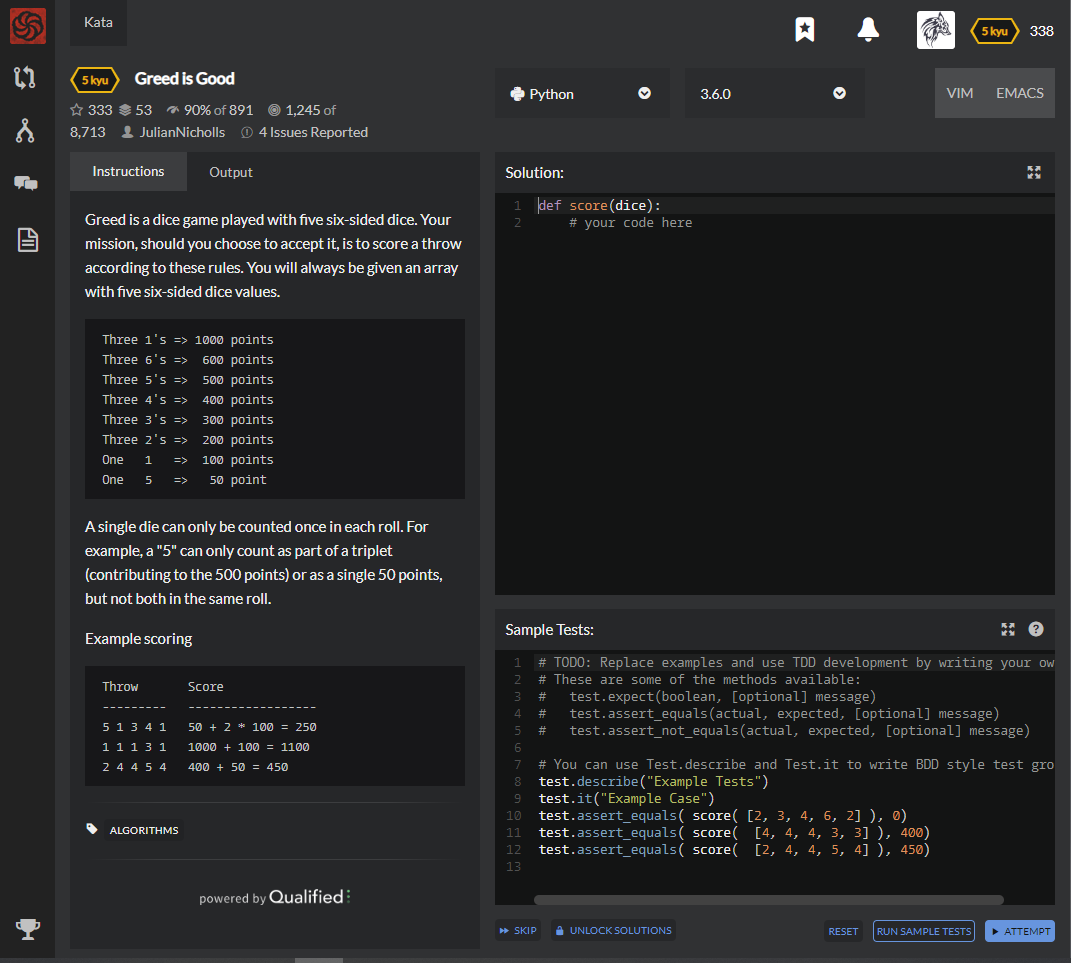 Kata
5 kyu
338
5 kyu
Greed is Good
333 53 90% of 891 1,245 of
8,713 JulianNicholls 4 Issues Reported
Python
3.6.0
VIM EMACS
Instructions
Output
Greed is a dice game played with five six-sided dice. Your
mission, should you choose to accept it, is to score a throw
according to these rules. You will always be given an array
with five six-sided dice values.
Three 1's => 1000 points
Three 6's =>  600 points
Three 5's =>  500 points
Three 4's =>  400 points
Three 3's =>  300 points
Three 2's =>  200 points
One   1   =>  100 points
One   5   =>   50 point
A single die can only be counted once in each roll. For
example, a "5" can only count as part of a triplet
(contributing to the 500 points) or as a single 50 points,
but not both in the same roll.
Example scoring
Throw       Score
---------   ------------------
5 1 3 4 1   50 + 2 * 100 = 250
1 1 1 3 1   1000 + 100 = 1100
2 4 4 5 4   400 + 50 = 450
ALGORITHMS
powered by Qualified
Solution:
1 def score(dice):
2     # your code here
Sample Tests:
1 # TODO: Replace examples and use TDD development by writing your ow
2 # These are some of the methods available:
3 #   test.expect(boolean, [optional] message)
4 #   test.assert_equals(actual, expected, [optional] message)
5 #   test.assert_not_equals(actual, expected, [optional] message)
6
7 # You can use Test.describe and Test.it to write BDD style test gro
8 test.describe("Example Tests")
9 test.it("Example Case")
10 test.assert_equals( score( [2, 3, 4, 6, 2] ), 0)
11 test.assert_equals( score(  [4, 4, 4, 3, 3] ), 400)
12 test.assert_equals( score(  [2, 4, 4, 5, 4] ), 450)
13
SKIP
UNLOCK SOLUTIONS
RESET
RUN SAMPLE TESTS
ATTEMPT